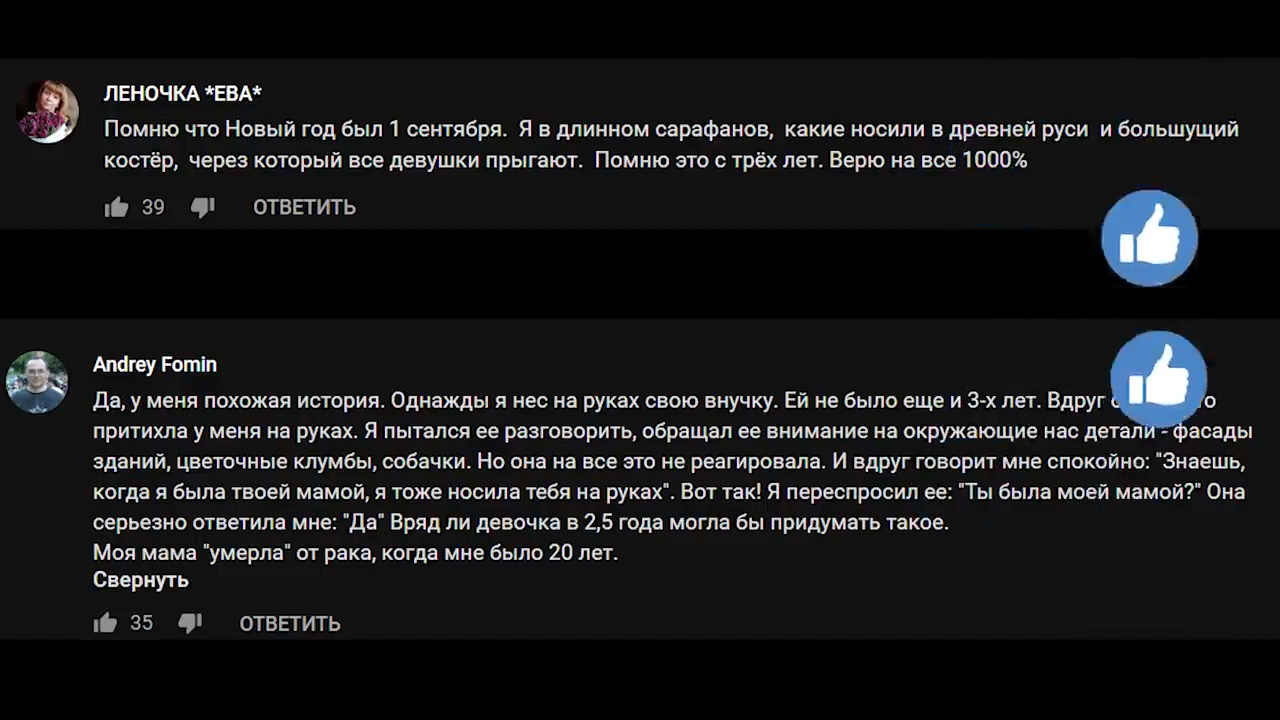 ЛЕНОЧКА *ЕВА*
Помню что Новый год был 1 сентября. Я в длинном сарафанов, какие носили в древней руси и большущий
костёр, через который все девушки прыгают. Помню это с трёх лет. Верю на все 1000%
39 ОТВЕТИТЬ
Andrey Fomin
Да, у меня похожая история. Однажды я нес на руках свою внучку. Ей не было еще и 3-х лет. Вдруг
притихла у меня на руках. Я пытался ее разговорить, обращал ее внимание на окружающие нас детали - фасады
зданий, цветочные клумбы, собачки. Но она на все это не реагировала. И вдруг говорит мне спокойно: "Знаешь,
когда я была твоей мамой, я тоже носила тебя на руках". Вот так! Я переспросил ее: "Ты была моей мамой?" Она
серьезно ответила мне: "Да" Вряд ли девочка в 2,5 года могла бы придумать такое.
Моя мама "умерла" от рака, когда мне было 20 лет.
Свернуть
35 ОТВЕТИТЬ